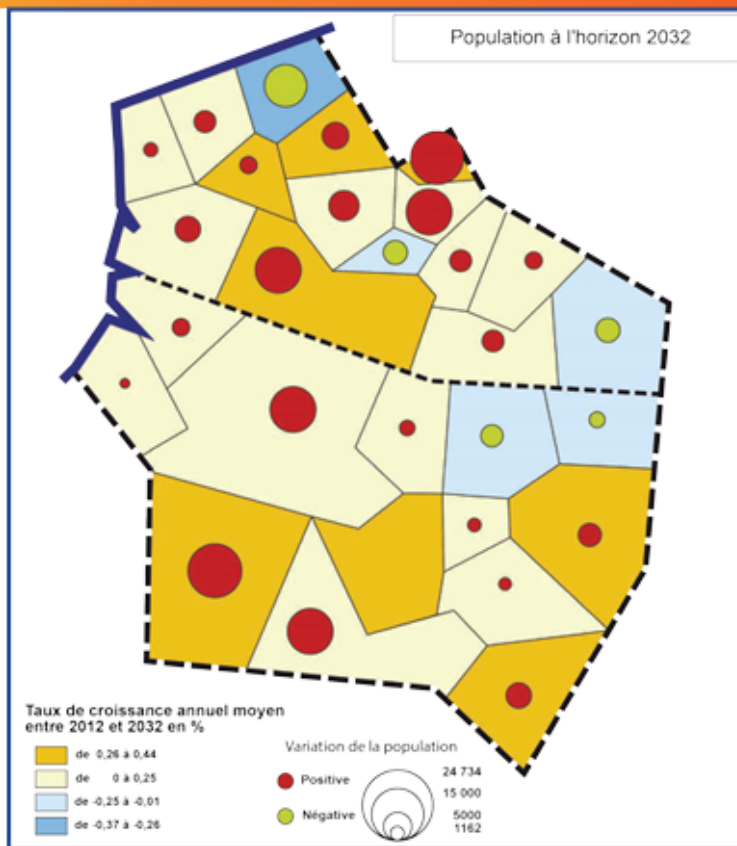 Population à l'horizon 2032
Taux de croissance annuel moyen
entre 2012 et 2032 en %
de 0,26 à 0,44
de 0 à 0,25
de -0,25 à -0,01
de -0,37 à -0,26
Variation de la population
Positive
Négative
24 734
15 000
5000
1162